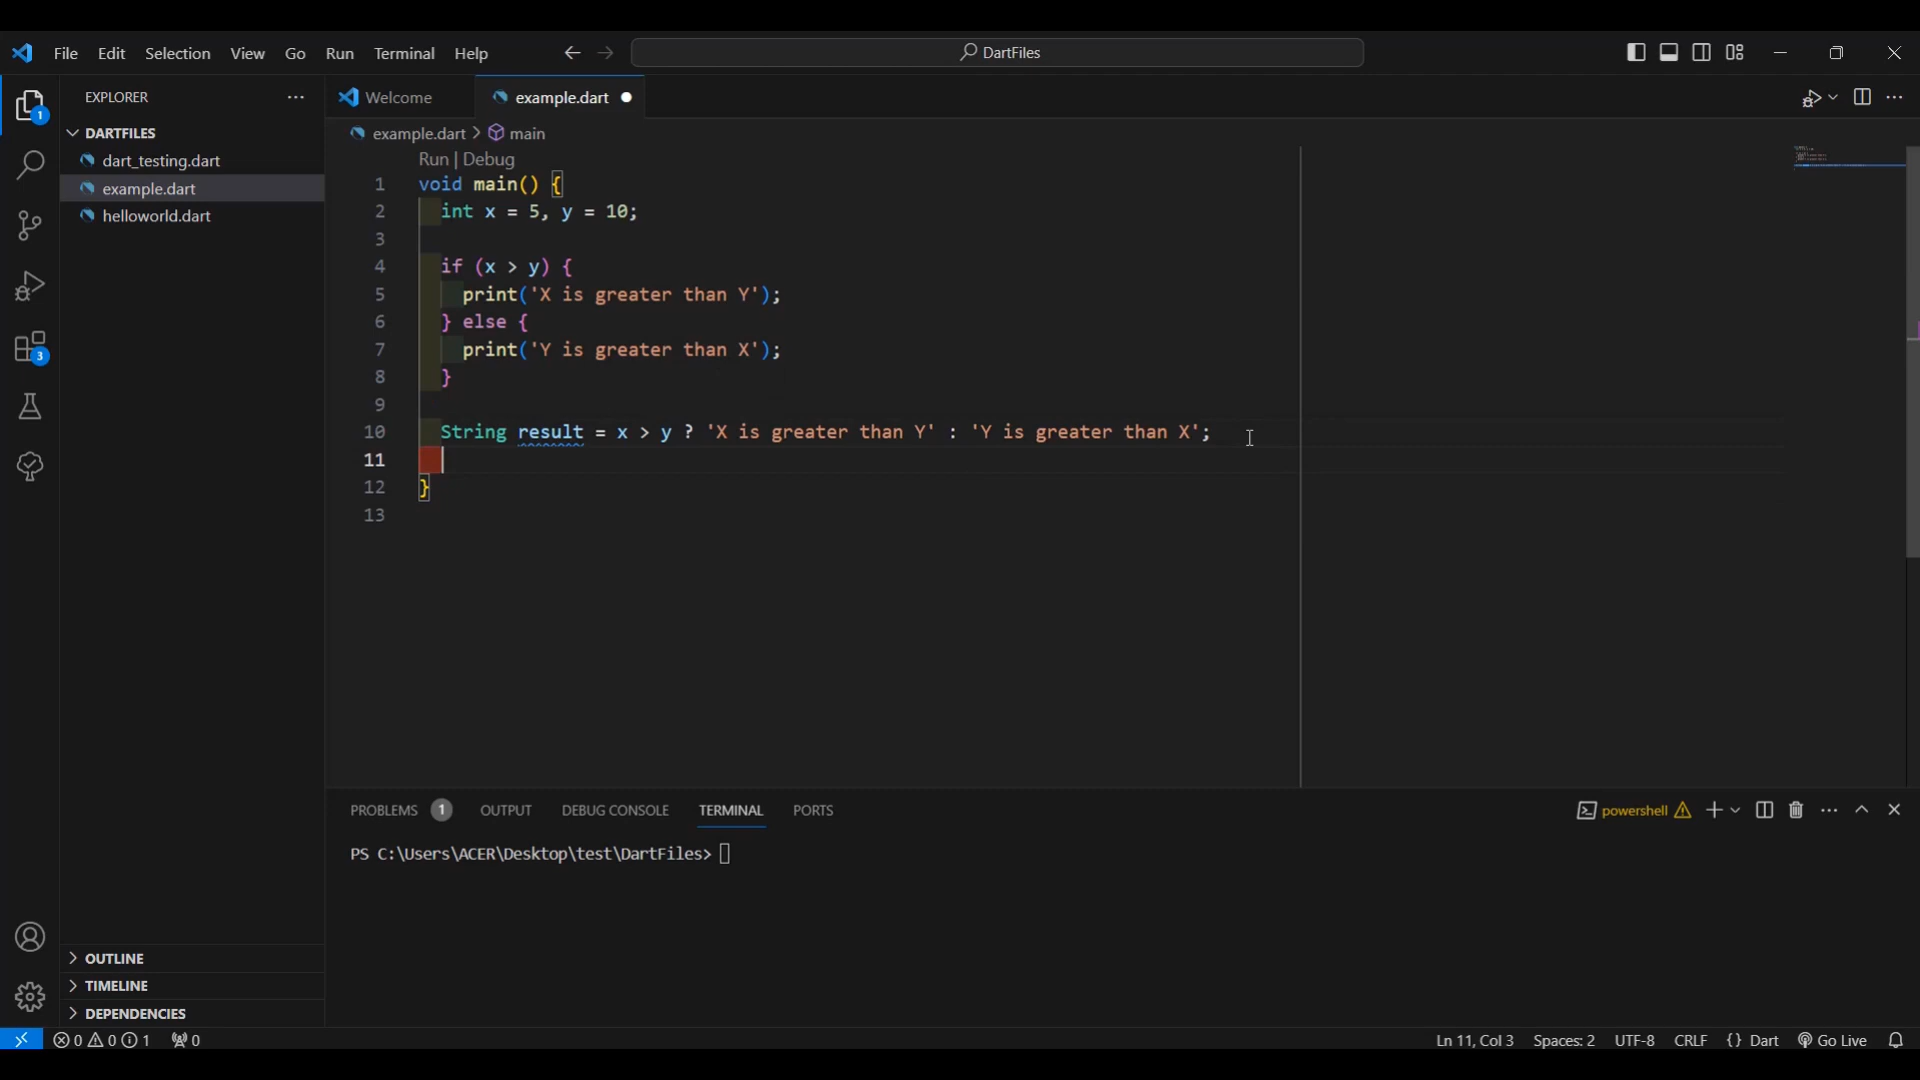 File Edit Selection View Go Run Terminal Help DartFiles
EXPLORER
DARTFILES
dart_testing.dart
example.dart
helloworld.dart
OUTLINE
TIMELINE
DEPENDENCIES
1
3
Welcome example.dart
example.dart > main
Run | Debug
1 void main() {
2 int x = 5, y = 10;
3
4 if (x > y) {
5 print('X is greater than Y');
6 } else {
7 print('Y is greater than X');
8 }
9
10 String result = x > y ? 'X is greater than Y' : 'Y is greater than X';
11
12 }
13
PROBLEMS 1 OUTPUT DEBUG CONSOLE TERMINAL PORTS powershell
PS C:\Users\ACER\Desktop\test\DartFiles>
0 0 1 0 Ln 11, Col 3 Spaces: 2 UTF-8 CRLF {} Dart Go Live